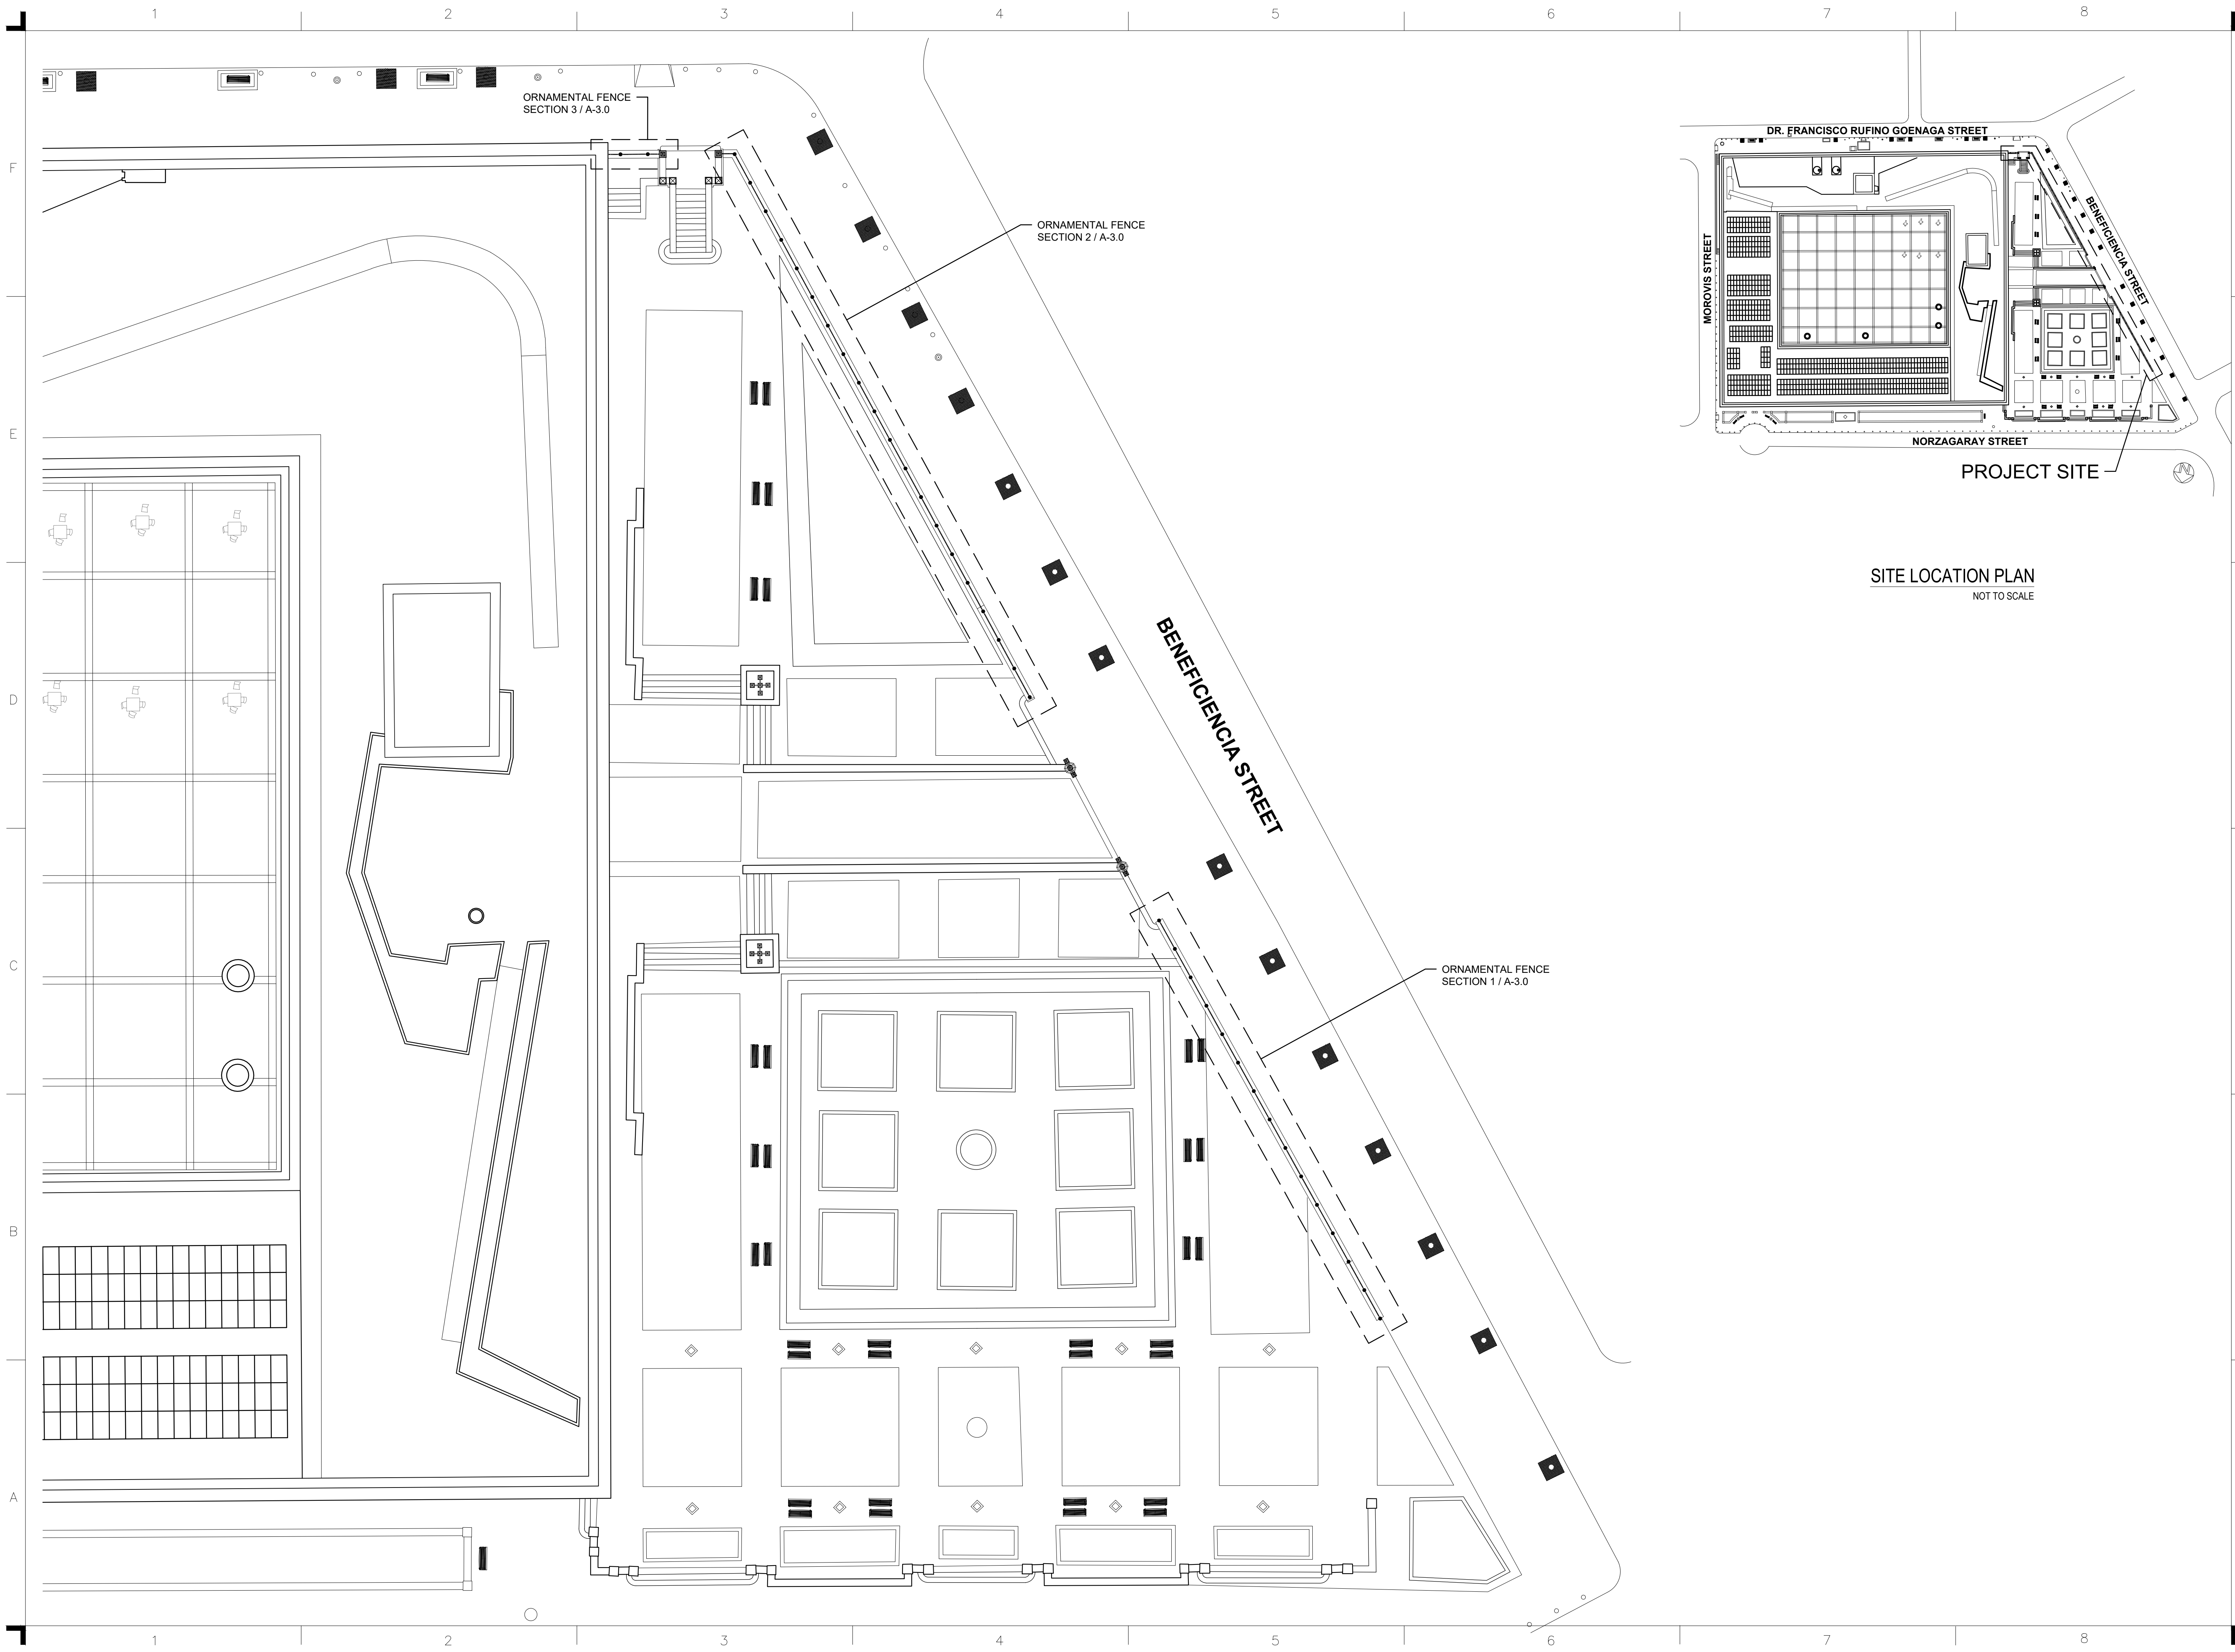 1 2 3 4 5 6 7 8
ORNAMENTAL FENCE
SECTION 3 / A-3.0
DR. FRANCISCO RUFINO GOENAGA STREET
F
ORNAMENTAL FENCE
SECTION 2 / A-3.0
BENEFICIENCIA STREET
MOROVIS STREET
E
NORZAGARAY STREET
PROJECT SITE
N
SITE LOCATION PLAN
NOT TO SCALE
D
BENEFICIENCIA STREET
C
ORNAMENTAL FENCE
SECTION 1 / A-3.0
B
A
1 2 3 4 5 6 7 8